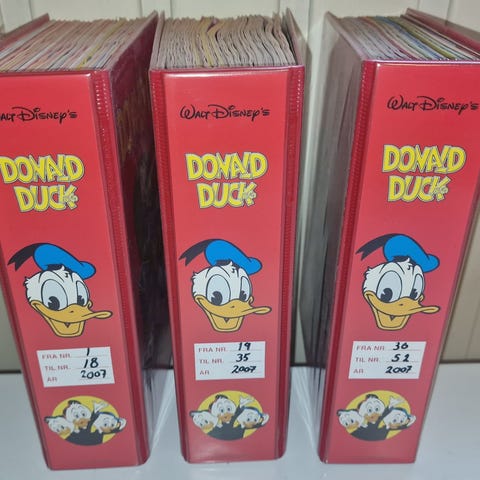 Walt Disney's
DONALD
DUCK
FRA NR. 1
TIL NR. 18
ÅR 2007
Walt Disney's
DONALD
DUCK
FRA NR. 19
TIL NR. 35
ÅR 2007
Walt Disney's
DONALD
DUCK
FRA NR. 36
TIL NR. 52
ÅR 2007